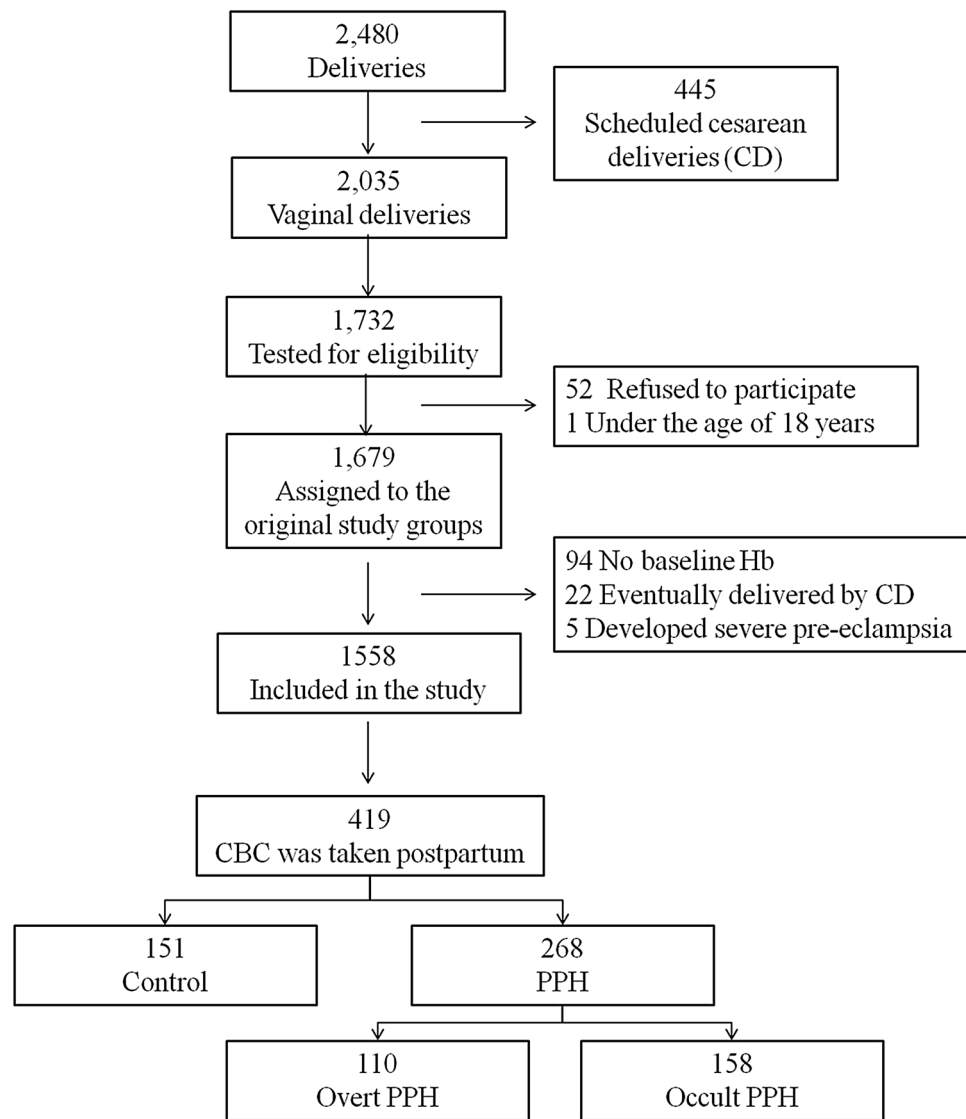 2,480
Deliveries
445
Scheduled cesarean
deliveries (CD)
2,035
Vaginal deliveries
1,732
Tested for eligibility
52 Refused to participate
1 Under the age of 18 years
1,679
Assigned to the
original study groups
94 No baseline Hb
22 Eventually delivered by CD
5 Developed severe pre-eclampsia
1558
Included in the study
419
CBC was taken postpartum
151
Control
268
PPH
110
Overt PPH
158
Occult PPH